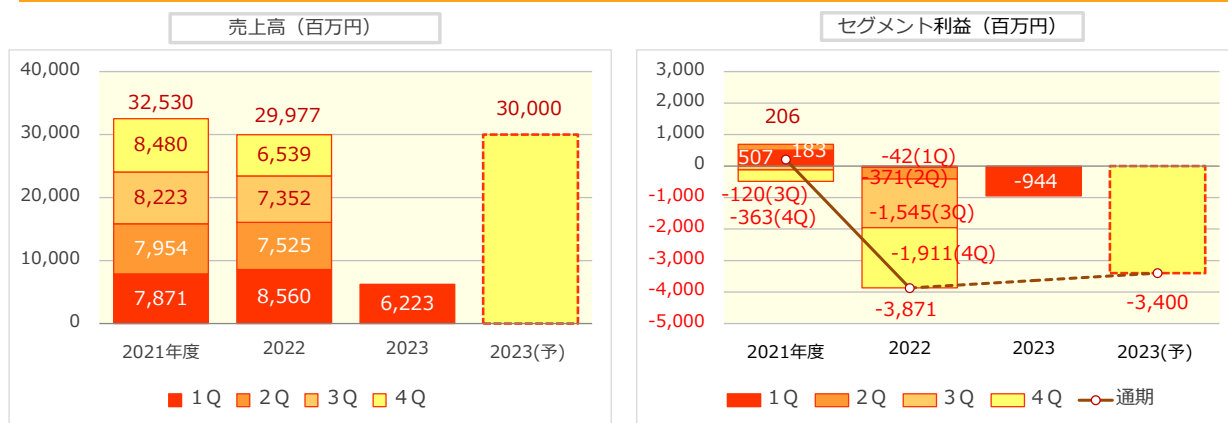 売上高（百万円）
40,000
30,000
20,000
10,000
0
32,530
29,977
30,000
8,480
6,539
8,223
7,352
7,954
7,525
7,871
8,560
6,223
2021年度
2022
2023
2023(予)
１Ｑ
２Ｑ
３Ｑ
４Ｑ
セグメント利益（百万円）
3,000
2,000
1,000
0
-1,000
-2,000
-3,000
-4,000
-5,000
206
507
183
-120(3Q)
-363(4Q)
-42(1Q)
-371(2Q)
-1,545(3Q)
-1,911(4Q)
-3,871
-944
-3,400
2021年度
2022
2023
2023(予)
１Ｑ
２Ｑ
３Ｑ
４Ｑ
通期